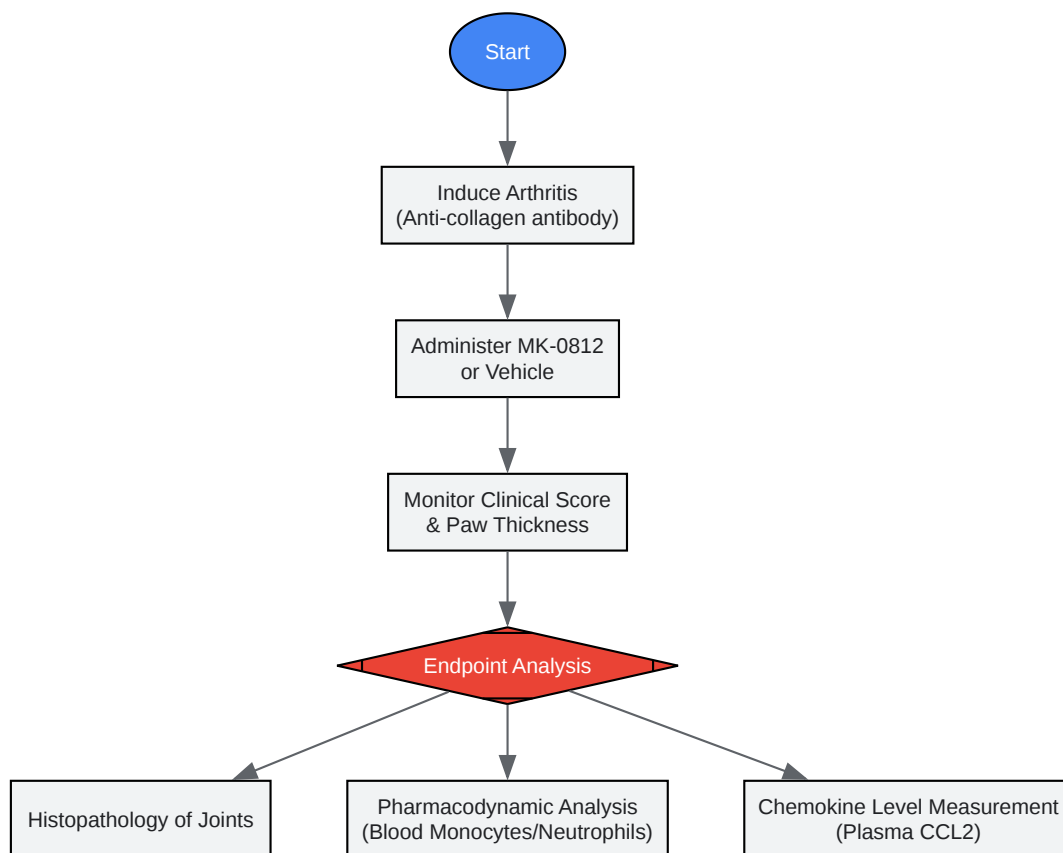 Start
Induce Arthritis
(Anti-collagen antibody)
Administer MK-0812
or Vehicle
Monitor Clinical Score
& Paw Thickness
Endpoint Analysis
Histopathology of Joints
Pharmacodynamic Analysis
(Blood Monocytes/Neutrophils)
Chemokine Level Measurement
(Plasma CCL2)